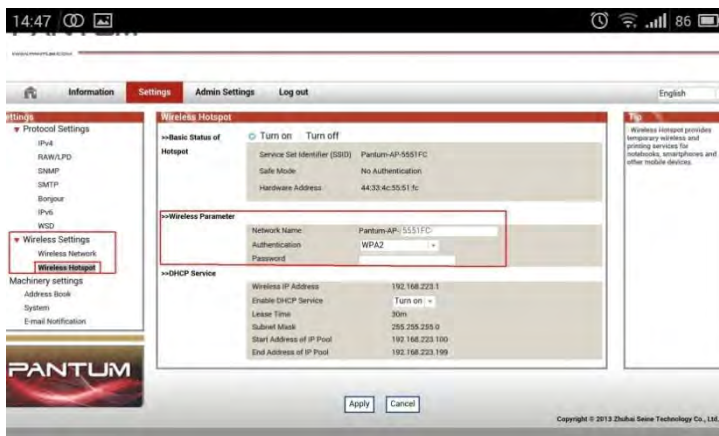 14:47 86
PANTUM
Information Settings Admin Settings Log out English
ettings
Protocol Settings
IPv4
RAW/LPD
SNMP
SMTP
Bonjour
IPv6
WSD
Wireless Settings
Wireless Network
Wireless Hotspot
Machinery settings
Address Book
System
E-mail Notification
PANTUM
Wireless Hotspot
>>Basic Status of Hotspot
Turn on Turn off
Service Set Identifier (SSID) Pantum-AP-5551FC
Safe Mode No Authentication
Hardware Address 44:33:4c:55:51:fc
>>Wireless Parameter
Network Name Pantum-AP-5551FC
Authentication WPA2
Password
>>DHCP Service
Wireless IP Address 192.168.223.1
Enable DHCP Service Turn on
Lease Time 30m
Subnet Mask 255.255.255.0
Start Address of IP Pool 192.168.223.100
End Address of IP Pool 192.168.223.199
Apply Cancel
Tip
Wireless Hotspot provides
temporary wireless and
printing services for
notebooks, smartphones and
other mobile devices.
Copyright © 2013 Zhuhai Seine Technology Co., Ltd.